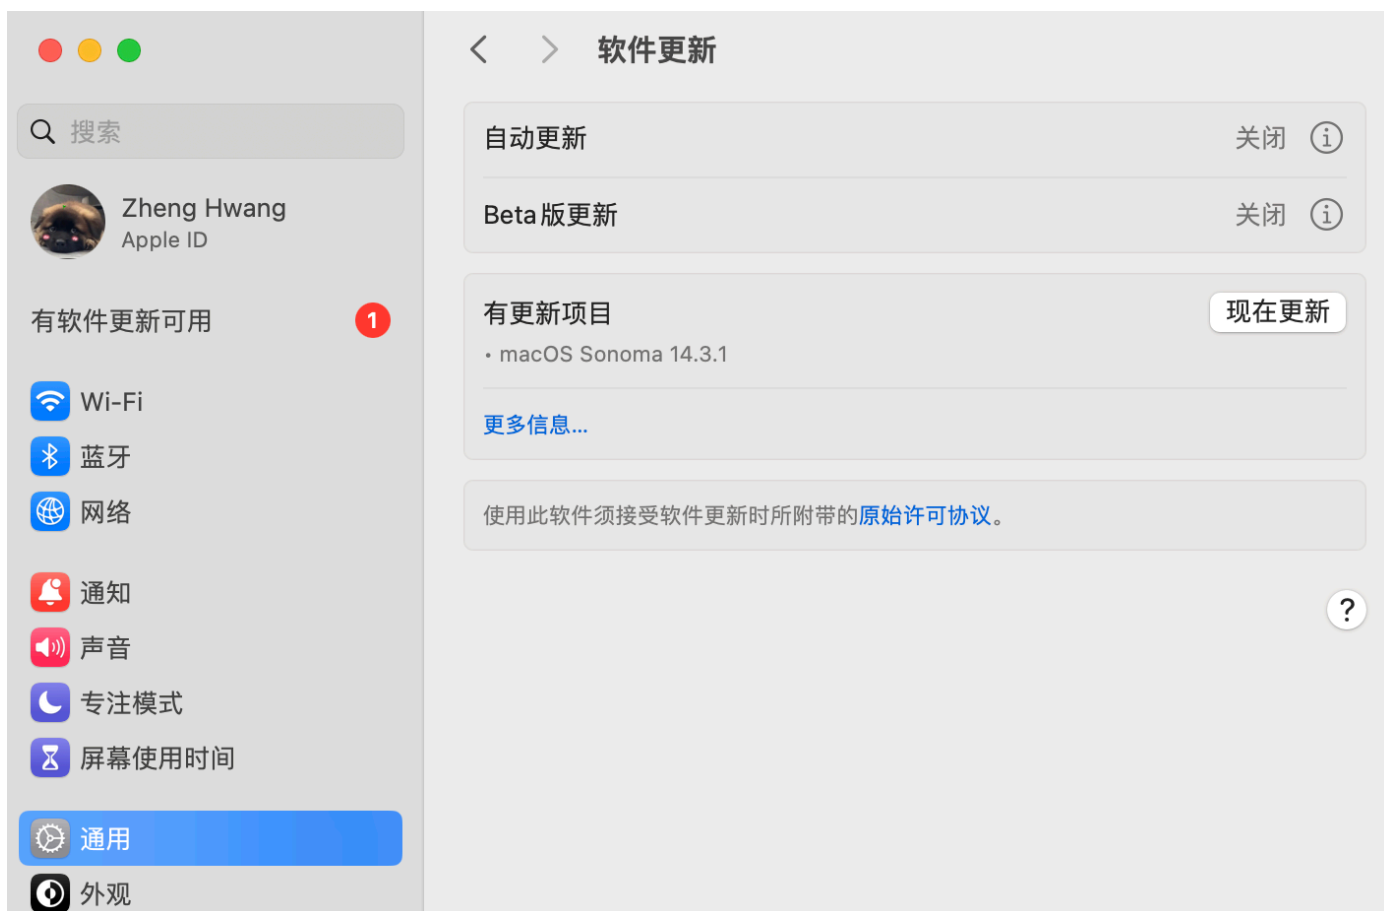 搜索
Zheng Hwang
Apple ID
有软件更新可用
1
Wi-Fi
蓝牙
网络
通知
声音
专注模式
屏幕使用时间
通用
外观
软件更新
自动更新 关闭
Beta版更新 关闭
有更新项目 现在更新
• macOS Sonoma 14.3.1
更多信息...
使用此软件须接受软件更新时所附带的原始许可协议。
?